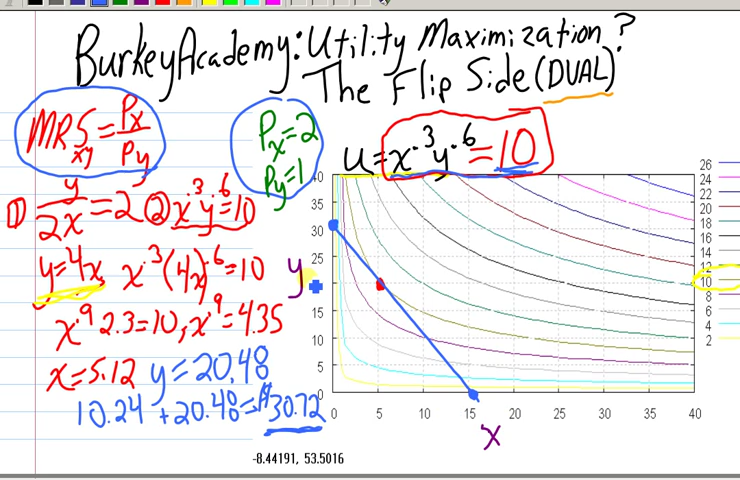 BurkeyAcademy: Utility Maximization?
The Flip Side (DUAL)
MRSxy = Px/Py
Px=2
Py=1
u = x^.3 y^.6 = 10
① y/2x = 2 ② x^.3 y^.6 = 10
y=4x x^.3 (4x)^.6 = 10
x^.9 2.3=10, x^.9=4.35
x=5.12 y=20.48
10.24 + 20.48 = $30.72
y
40
35
30
25
20
15
10
5
0
0 5 10 15 20 25 30 35 40
x
26
24
22
20
18
16
14
12
10
8
6
4
2
-8.44191, 53.5016